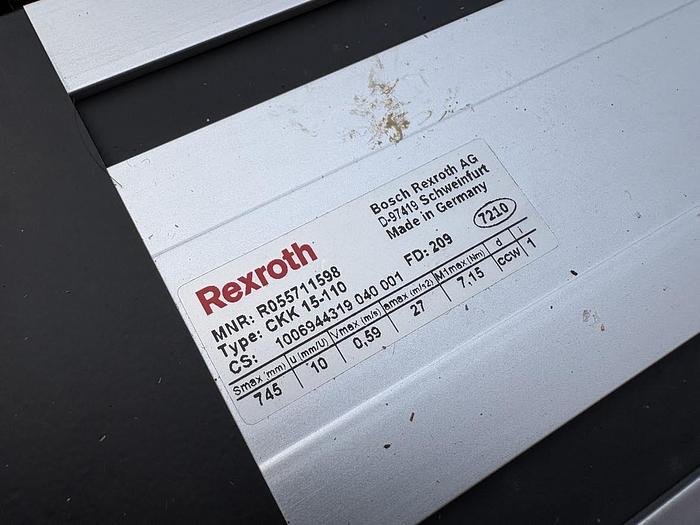 Rexroth
Bosch Rexroth AG
D-97419 Schweinfurt
Made in Germany
MNR: R055711598
Type: CKK 15-110
FD: 209
7210
CS: 1006944319 040 001
Smax (mm) u (mm/U) Vmax (m/s) amax (m/s2) M1max (Nm) d i
745 10 0,59 27 7,15 CCW 1